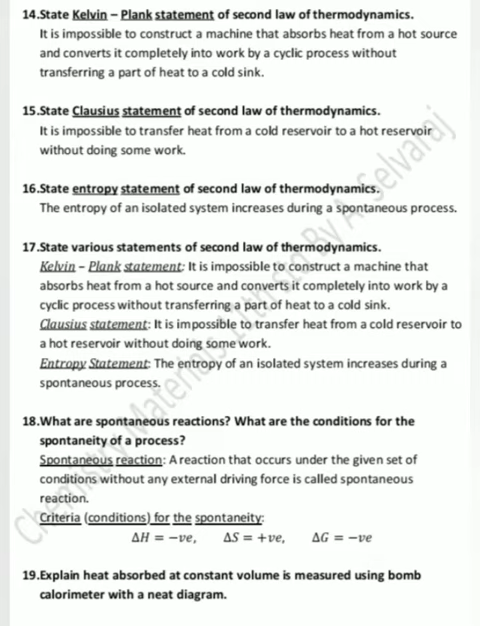 14.State Kelvin – Plank statement of second law of thermodynamics.
It is impossible to construct a machine that absorbs heat from a hot source
and converts it completely into work by a cyclic process without
transferring a part of heat to a cold sink.
15.State Clausius statement of second law of thermodynamics.
It is impossible to transfer heat from a cold reservoir to a hot reservoir
without doing some work.
16.State entropy statement of second law of thermodynamics.
The entropy of an isolated system increases during a spontaneous process.
17.State various statements of second law of thermodynamics.
Kelvin – Plank statement: It is impossible to construct a machine that
absorbs heat from a hot source and converts it completely into work by a
cyclic process without transferring a part of heat to a cold sink.
Clausius statement: It is impossible to transfer heat from a cold reservoir to
a hot reservoir without doing some work.
Entropy Statement: The entropy of an isolated system increases during a
spontaneous process.
18.What are spontaneous reactions? What are the conditions for the
spontaneity of a process?
Spontaneous reaction: A reaction that occurs under the given set of
conditions without any external driving force is called spontaneous
reaction.
Criteria (conditions) for the spontaneity:
ΔH = −ve, ΔS = +ve, ΔG = −ve
19.Explain heat absorbed at constant volume is measured using bomb
calorimeter with a neat diagram.
Chemistry Materials 11th std By A. Selvaraj